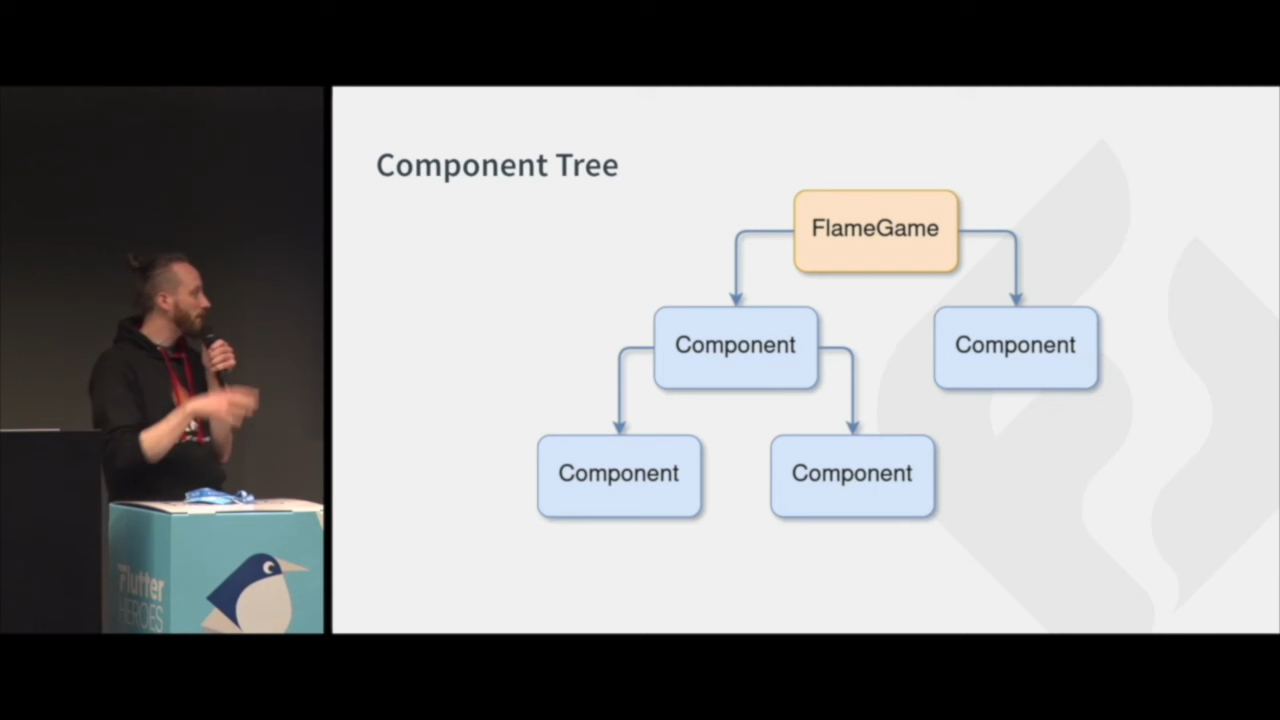 Component Tree
FlameGame
Component
Component
Component
Component
Flutter
HEROES